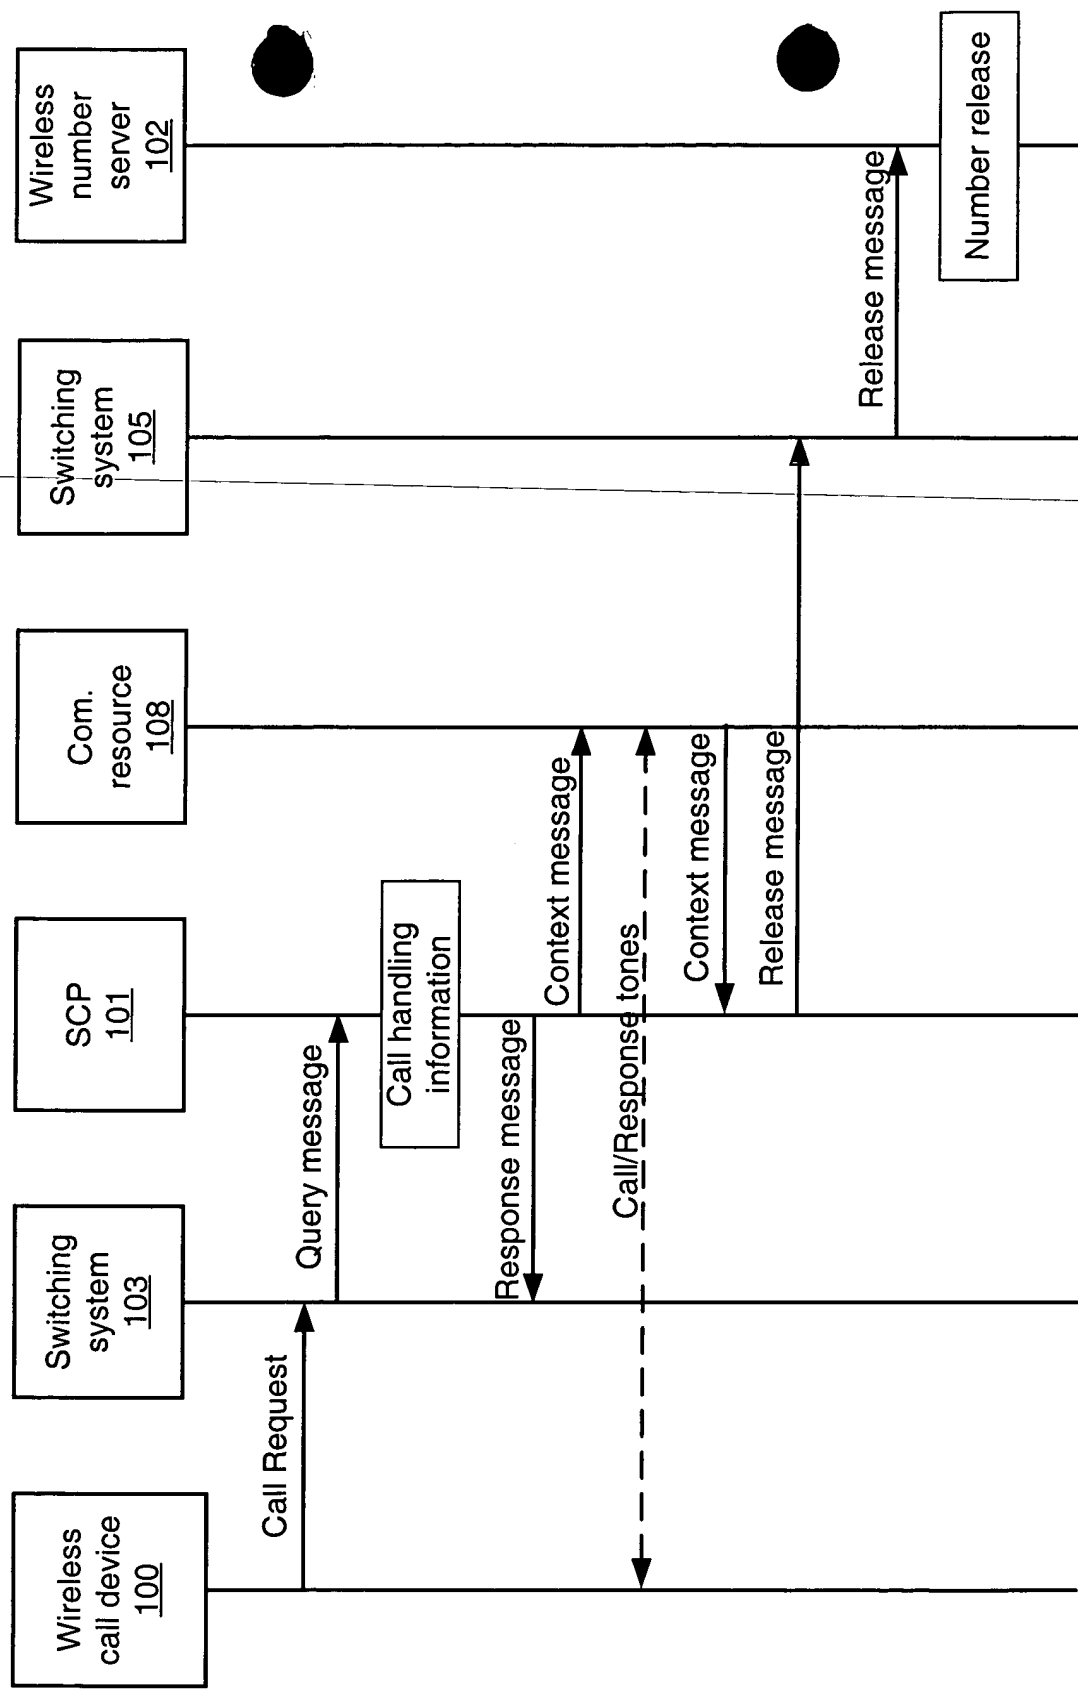 Wireless
call device
100
Switching
system
103
SCP
101
Com.
resource
108
Switching
system
105
Wireless
number
server
102
Call Request
Query message
Call handling
information
Response message
Context message
Call/Response tones
Context message
Release message
Release message
Number release